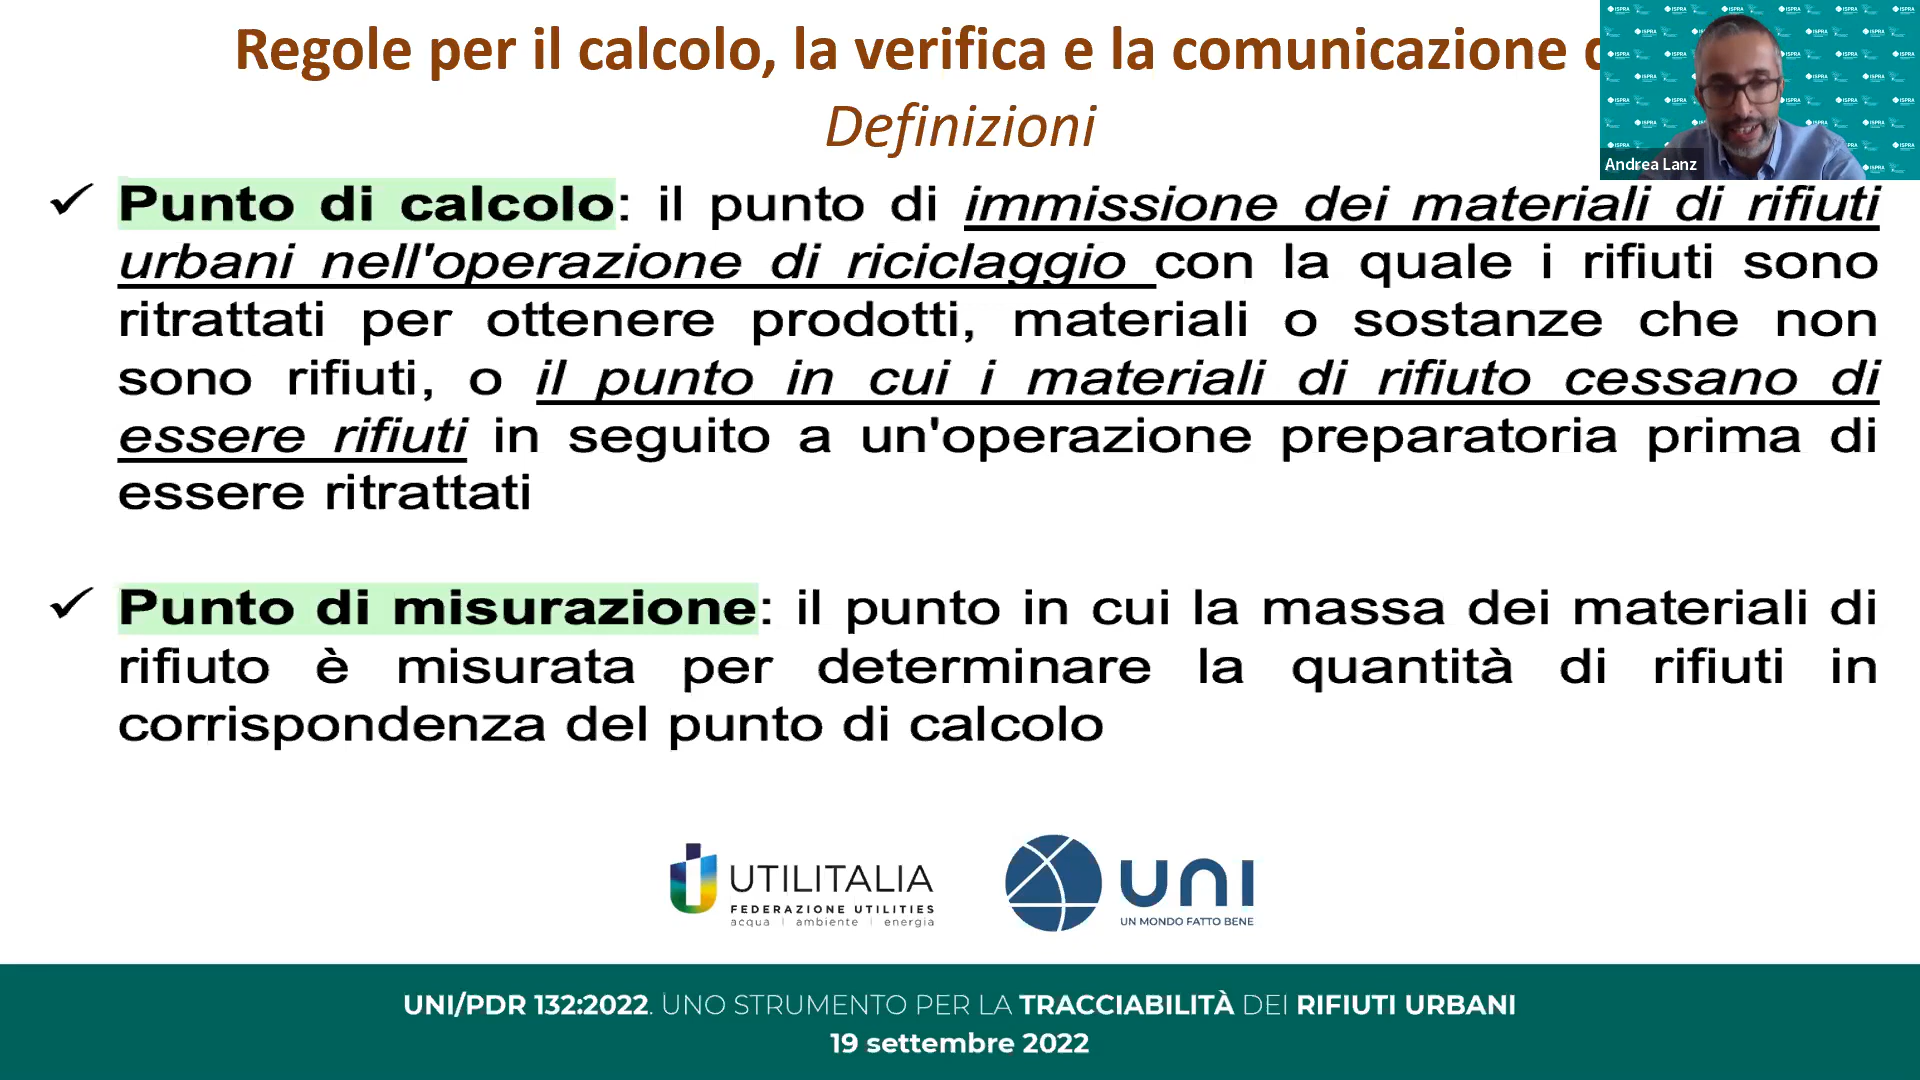 Regole per il calcolo, la verifica e la comunicazione
Definizioni
Andrea Lanz
✓ Punto di calcolo: il punto di immissione dei materiali di rifiuti
urbani nell'operazione di riciclaggio con la quale i rifiuti sono
ritrattati per ottenere prodotti, materiali o sostanze che non
sono rifiuti, o il punto in cui i materiali di rifiuto cessano di
essere rifiuti in seguito a un'operazione preparatoria prima di
essere ritrattati
✓ Punto di misurazione: il punto in cui la massa dei materiali di
rifiuto è misurata per determinare la quantità di rifiuti in
corrispondenza del punto di calcolo
UTILITALIA
FEDERAZIONE UTILITIES
acqua | ambiente | energia
UNI
UN MONDO FATTO BENE
UNI/PDR 132:2022. UNO STRUMENTO PER LA TRACCIABILITÀ DEI RIFIUTI URBANI
19 settembre 2022